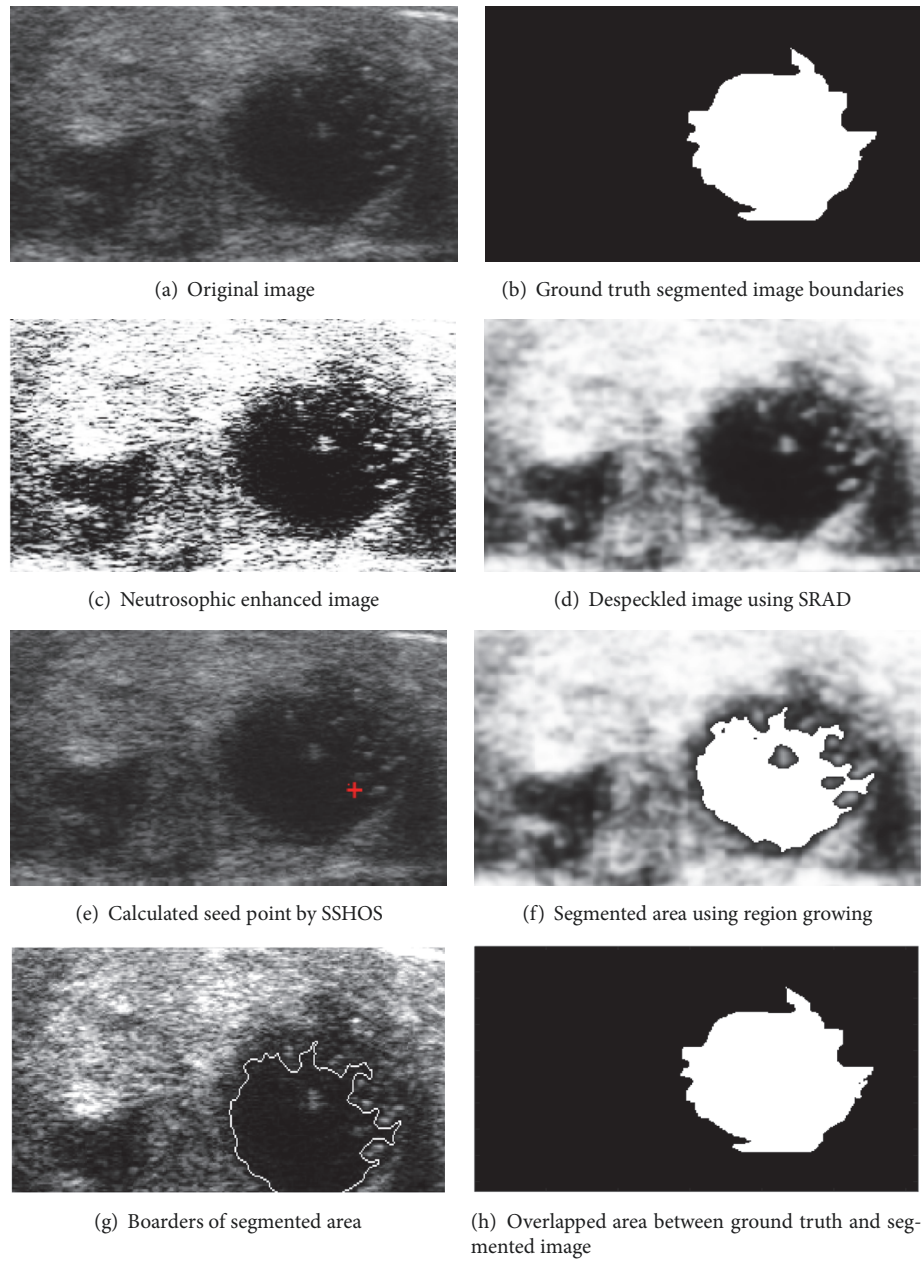 (a) Original image
(b) Ground truth segmented image boundaries
(c) Neutrosophic enhanced image
(d) Despeckled image using SRAD
(e) Calculated seed point by SSHOS
(f) Segmented area using region growing
(g) Boarders of segmented area
(h) Overlapped area between ground truth and seg-
mented image